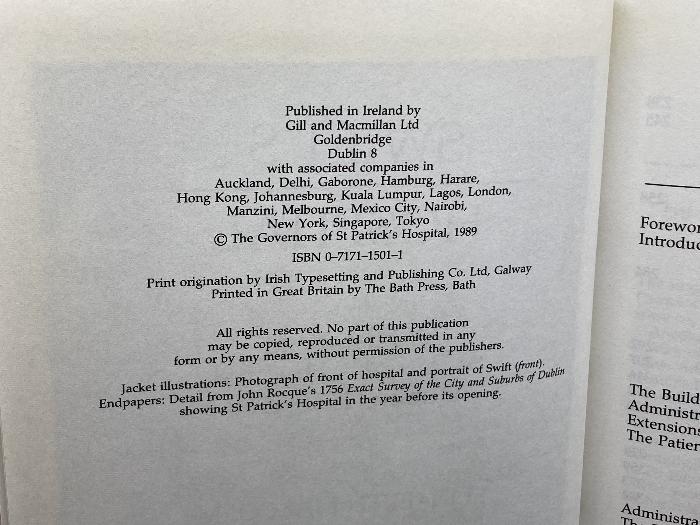 Published in Ireland by
Gill and Macmillan Ltd
Goldenbridge
Dublin 8
with associated companies in
Auckland, Delhi, Gaborone, Hamburg, Harare,
Hong Kong, Johannesburg, Kuala Lumpur, Lagos, London,
Manzini, Melbourne, Mexico City, Nairobi,
New York, Singapore, Tokyo
© The Governors of St Patrick's Hospital, 1989
ISBN 0–7171–1501–1
Print origination by Irish Typesetting and Publishing Co. Ltd, Galway
Printed in Great Britain by The Bath Press, Bath
All rights reserved. No part of this publication
may be copied, reproduced or transmitted in any
form or by any means, without permission of the publishers.
Jacket illustrations: Photograph of front of hospital and portrait of Swift (front).
Endpapers: Detail from John Rocque's 1756 Exact Survey of the City and Suburbs of Dublin
showing St Patrick's Hospital in the year before its opening.
Forewor
Introduc
The Build
Administr
Extensions
The Patier
Administra